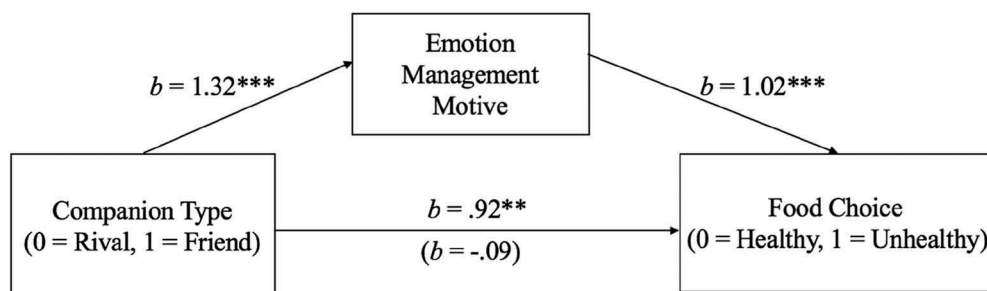 Emotion
Management
Motive
b = 1.32***
b = 1.02***
Companion Type
(0 = Rival, 1 = Friend)
b = .92**
(b = -.09)
Food Choice
(0 = Healthy, 1 = Unhealthy)